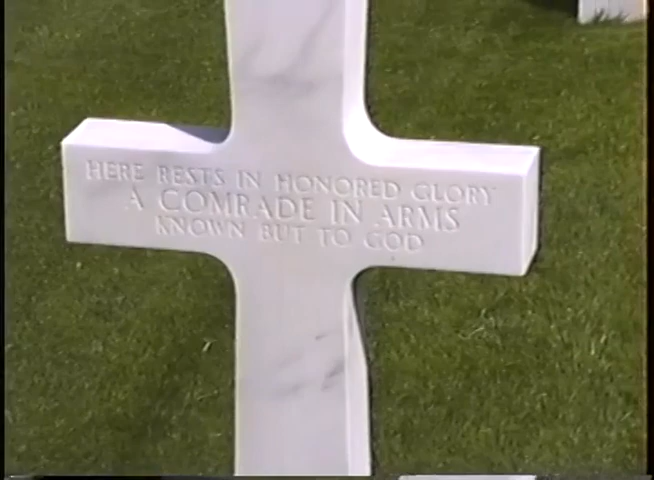 HERE RESTS IN HONORED GLORY
A COMRADE IN ARMS
KNOWN BUT TO GOD